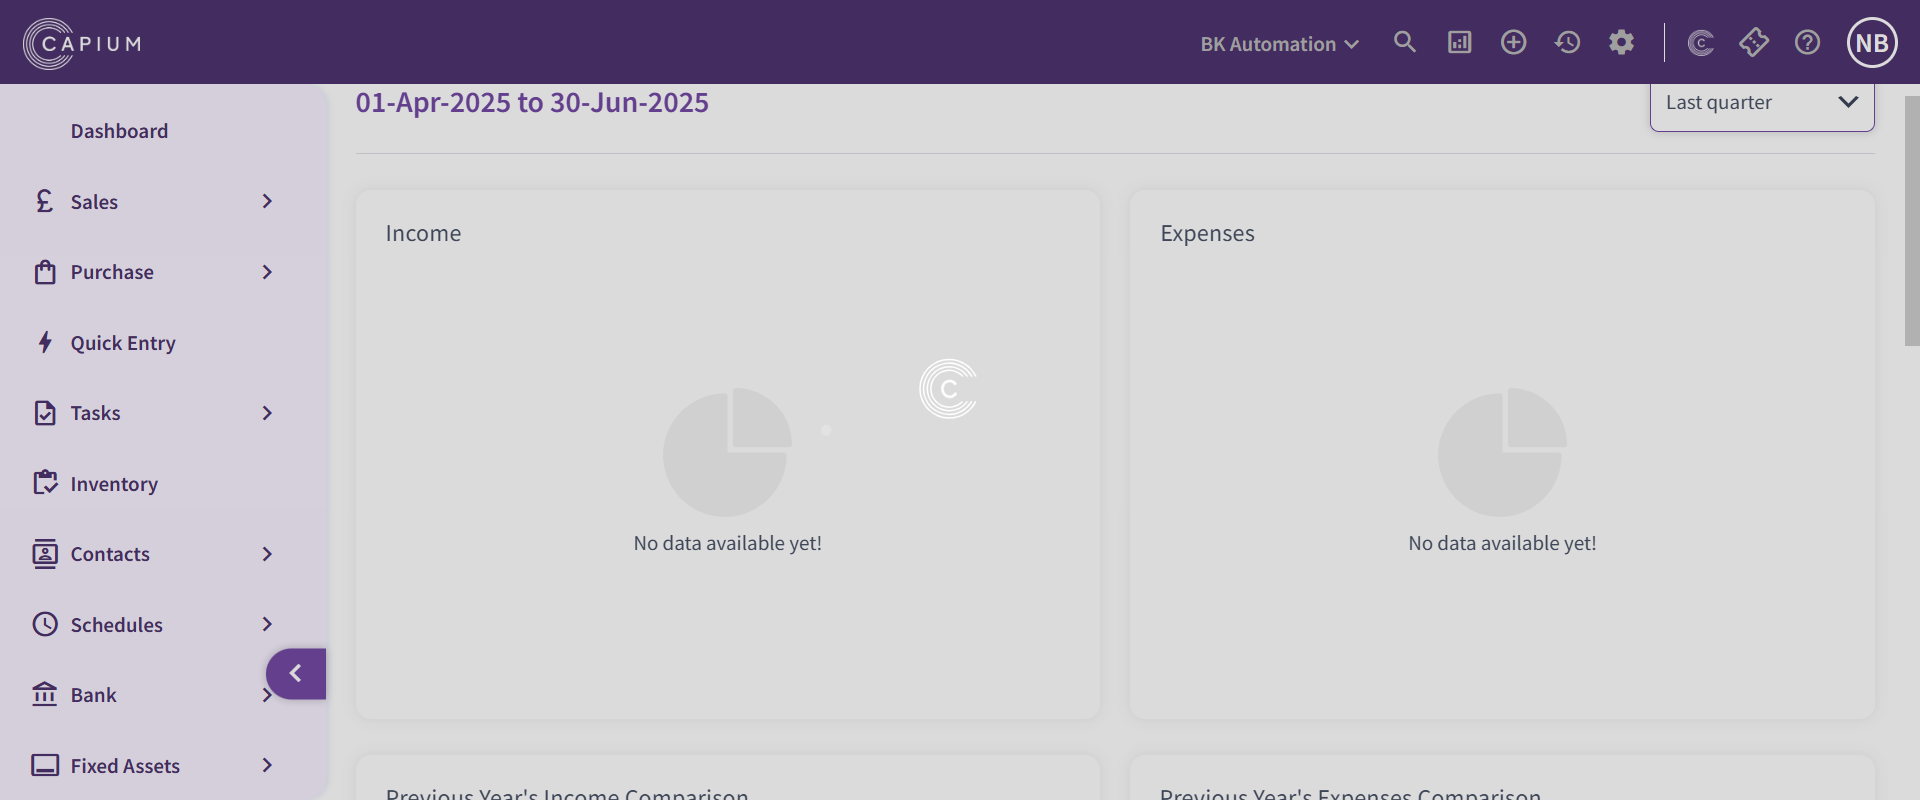 CAPIUM
BK Automation
NB
01-Apr-2025 to 30-Jun-2025
Last quarter
Dashboard
Sales
Purchase
Quick Entry
Tasks
Inventory
Contacts
Schedules
Bank
Fixed Assets
Income
No data available yet!
Expenses
No data available yet!
C
Previous Year's Income Comparison
Previous Year's Expenses Comparison